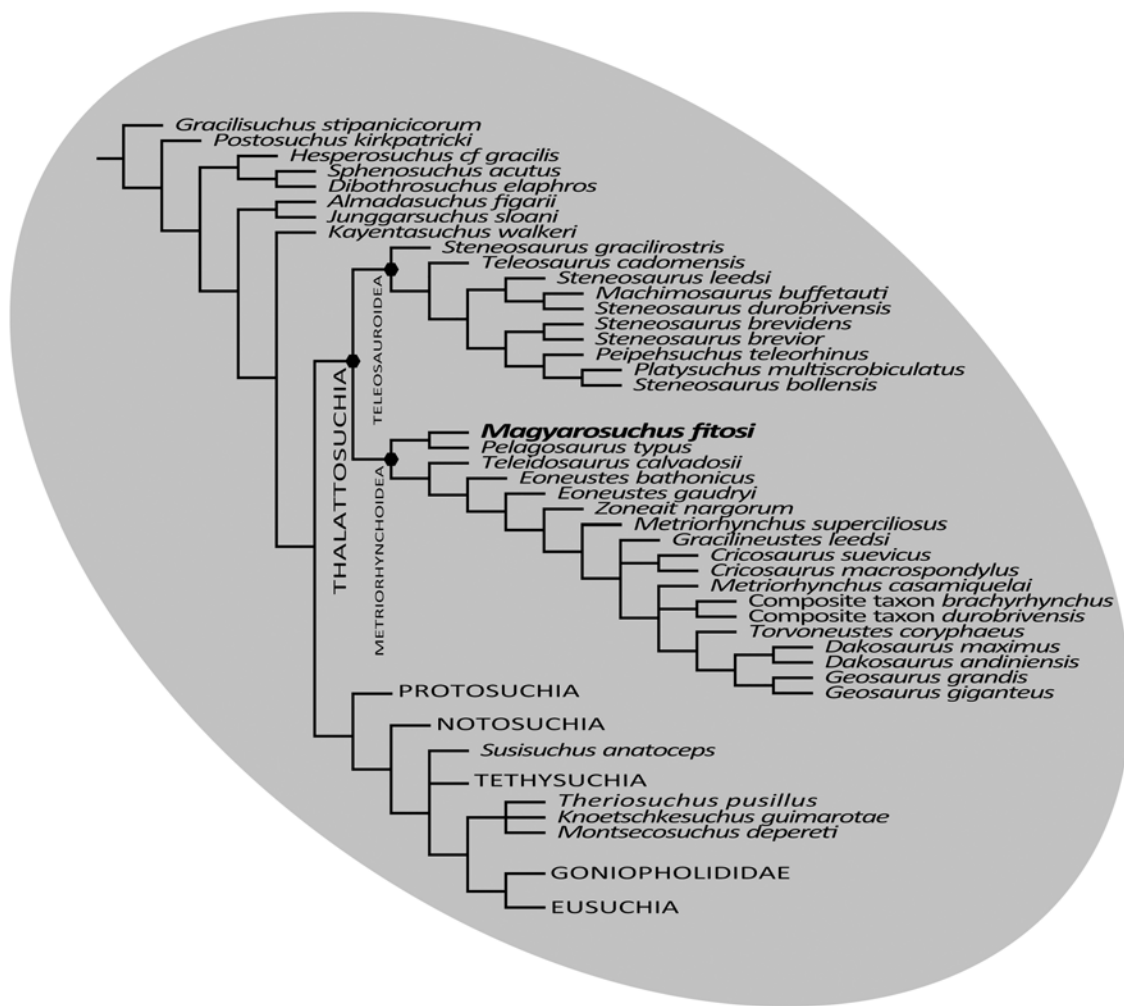 Gracilisuchus stipanicicorum
Postosuchus kirkpatricki
Hesperosuchus cf gracilis
Sphenosuchus acutus
Dibothrosuchus elaphros
Almadasuchus figarii
Junggarsuchus sloani
Kayentasuchus walkeri
Steneosaurus gracilirostris
Teleosaurus cadomensis
Steneosaurus leedsi
Machimosaurus buffetauti
Steneosaurus durobrivensis
Steneosaurus brevidens
Steneosaurus brevior
Peipehsuchus teleorhinus
Platysuchus multiscrobiculatus
Steneosaurus bollensis
TELEOSAUROIDEA
THALATTOSUCHIA
METRIORHYNCHOIDEA
Magyarosuchus fitosi
Pelagosaurus typus
Teleidosaurus calvadosii
Eoneustes bathonicus
Eoneustes gaudryi
Zoneait nargorum
Metriorhynchus superciliosus
Gracilineustes leedsi
Cricosaurus suevicus
Cricosaurus macrospondylus
Metriorhynchus casamiquelai
Composite taxon brachyrhynchus
Composite taxon durobrivensis
Torvoneustes coryphaeus
Dakosaurus maximus
Dakosaurus andiniensis
Geosaurus grandis
Geosaurus giganteus
PROTOSUCHIA
NOTOSUCHIA
Susisuchus anatoceps
TETHYSUCHIA
Theriosuchus pusillus
Knoetschkesuchus guimarotae
Montsecosuchus depereti
GONIOPHOLIDIDAE
EUSUCHIA